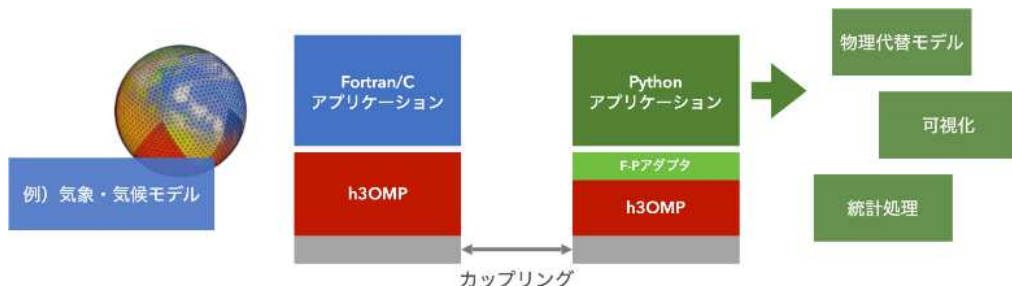 例）気象・気候モデル
Fortran/C
アプリケーション
h3OMP
カップリング
Python
アプリケーション
F-Pアダプタ
h3OMP
物理代替モデル
可視化
統計処理